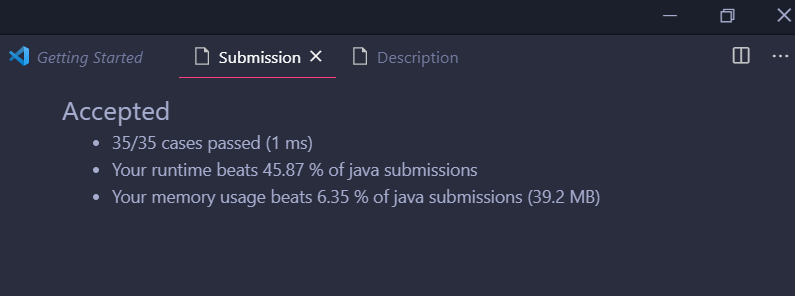 Getting Started Submission Description
Accepted
35/35 cases passed (1 ms)
Your runtime beats 45.87 % of java submissions
Your memory usage beats 6.35 % of java submissions (39.2 MB)